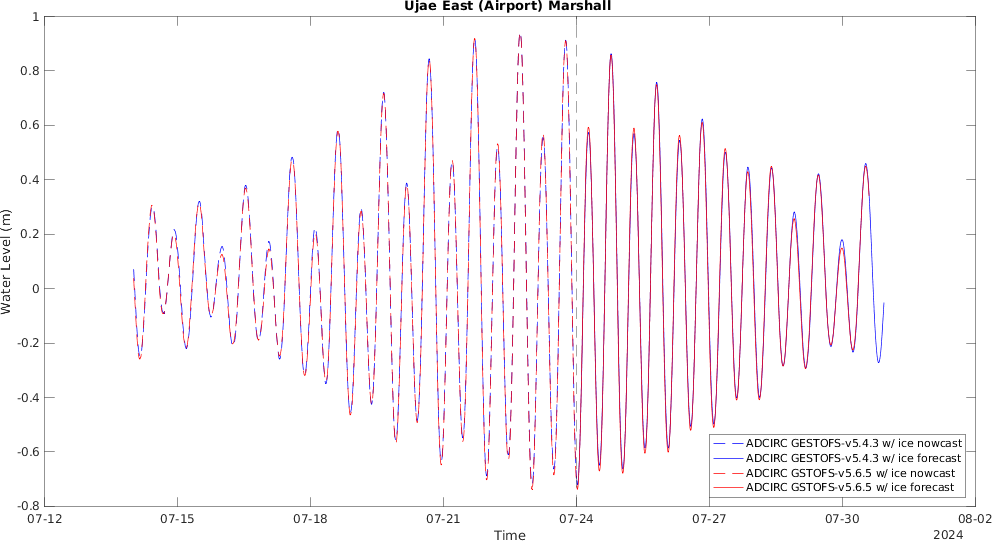 Ujae East (Airport) Marshall
Water Level (m)
1
0.8
0.6
0.4
0.2
0
-0.2
-0.4
-0.6
-0.8
ADCIRC GESTOFS-v5.4.3 w/ ice nowcast
ADCIRC GESTOFS-v5.4.3 w/ ice forecast
ADCIRC GSTOFS-v5.6.5 w/ ice nowcast
ADCIRC GSTOFS-v5.6.5 w/ ice forecast
07-12 07-15 07-18 07-21 07-24 07-27 07-30 08-02
Time
2024